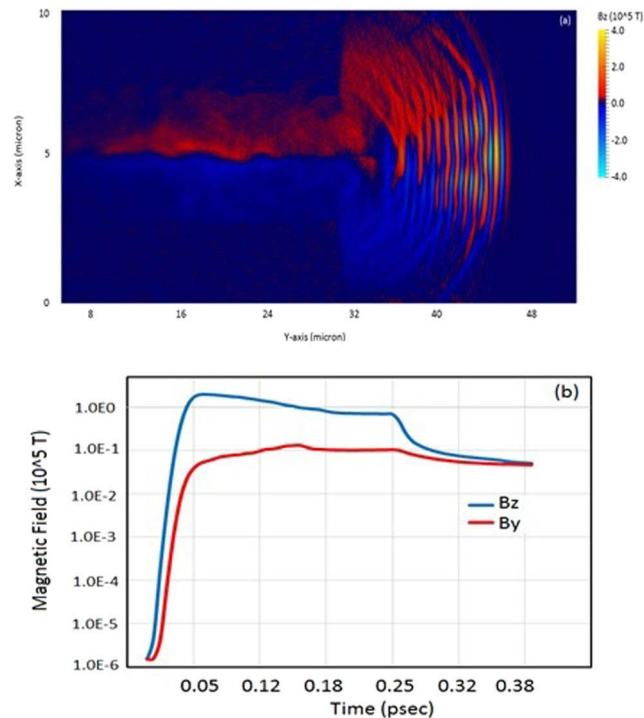 (a)
Bz (10^5 T)
10
5
0
X-axis (micron)
4.0
2.0
0.0
-2.0
-4.0
8 16 24 32 40 48
Y-axis (micron)
(b)
1.0E0
1.0E-1
1.0E-2
1.0E-3
1.0E-4
1.0E-5
1.0E-6
Magnetic Field (10^5 T)
Bz
By
0.05 0.12 0.18 0.25 0.32 0.38
Time (psec)